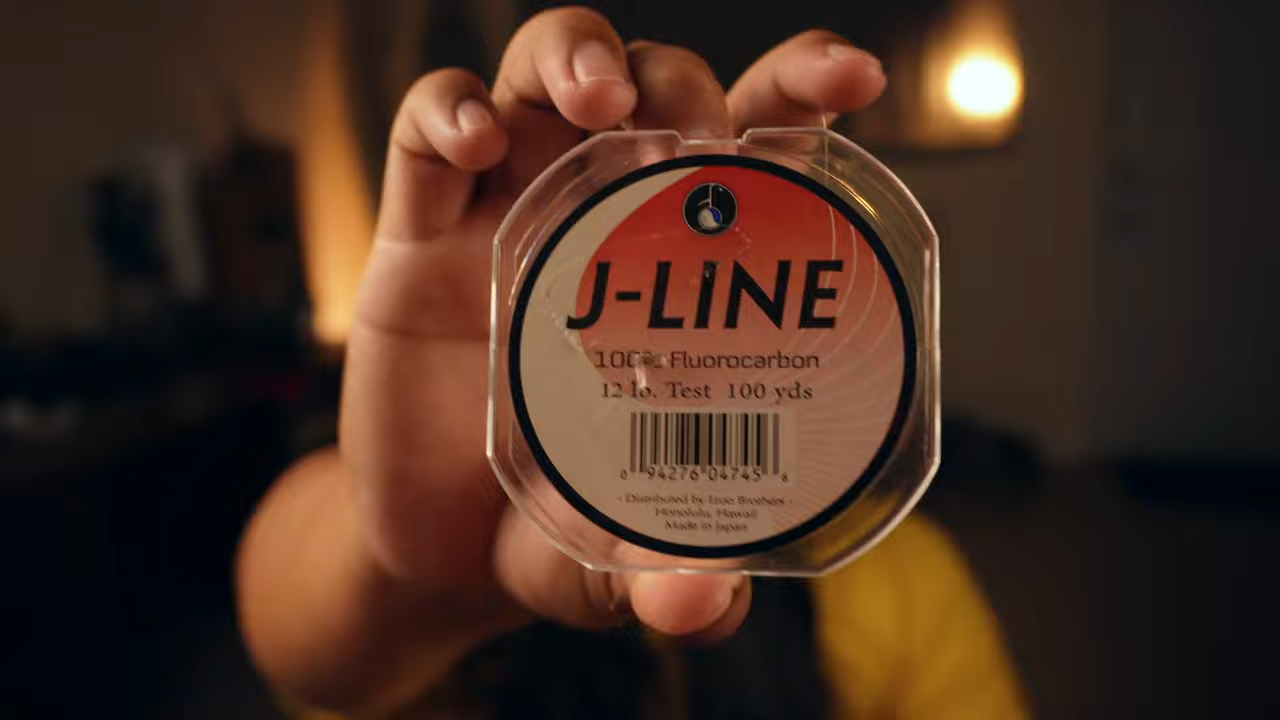 J-LINE
100% Fluorocarbon
12 lb. Test 100 yds
0 94276 04745 6
- Distributed by Izuo Brothers -
Honolulu, Hawaii
Made in Japan